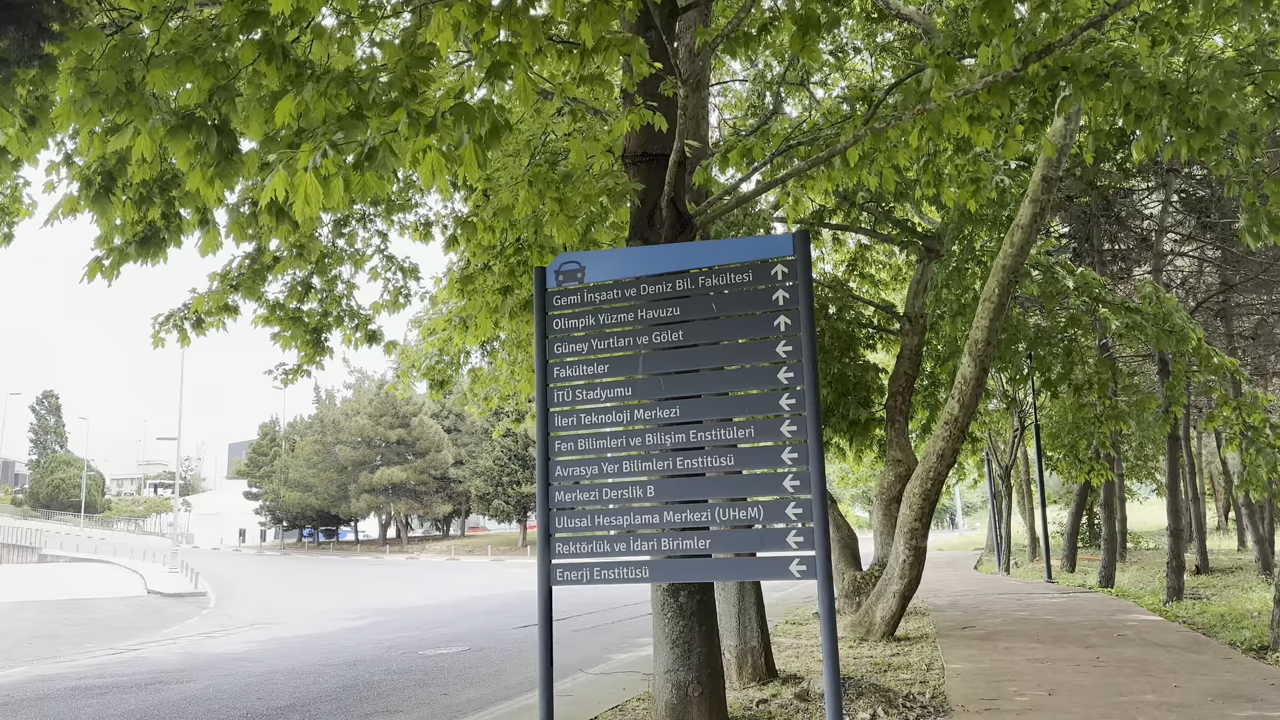 Gemi İnşaatı ve Deniz Bil. Fakültesi
Olimpik Yüzme Havuzu
Güney Yurtları ve Gölet
Fakülteler
İTÜ Stadyumu
İleri Teknoloji Merkezi
Fen Bilimleri ve Bilişim Enstitüleri
Avrasya Yer Bilimleri Enstitüsü
Merkezi Derslik B
Ulusal Hesaplama Merkezi (UHeM)
Rektörlük ve İdari Birimler
Enerji Enstitüsü